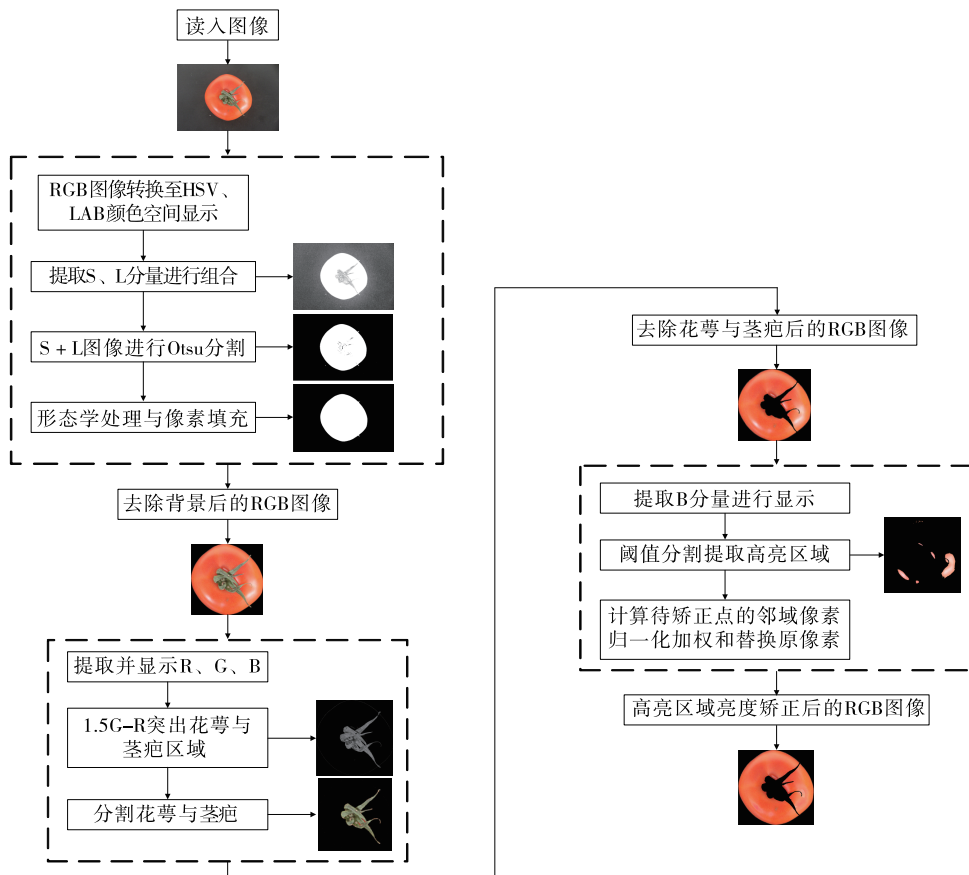 读入图像
RGB图像转换至HSV、
LAB颜色空间显示
提取S、L分量进行组合
S + L图像进行Otsu分割
形态学处理与像素填充
去除背景后的RGB图像
提取并显示R、G、B
1.5G-R突出花萼与
茎疤区域
分割花萼与茎疤
去除花萼与茎疤后的RGB图像
提取B分量进行显示
阈值分割提取高亮区域
计算待矫正点的邻域像素
归一化加权和替换原像素
高亮区域亮度矫正后的RGB图像